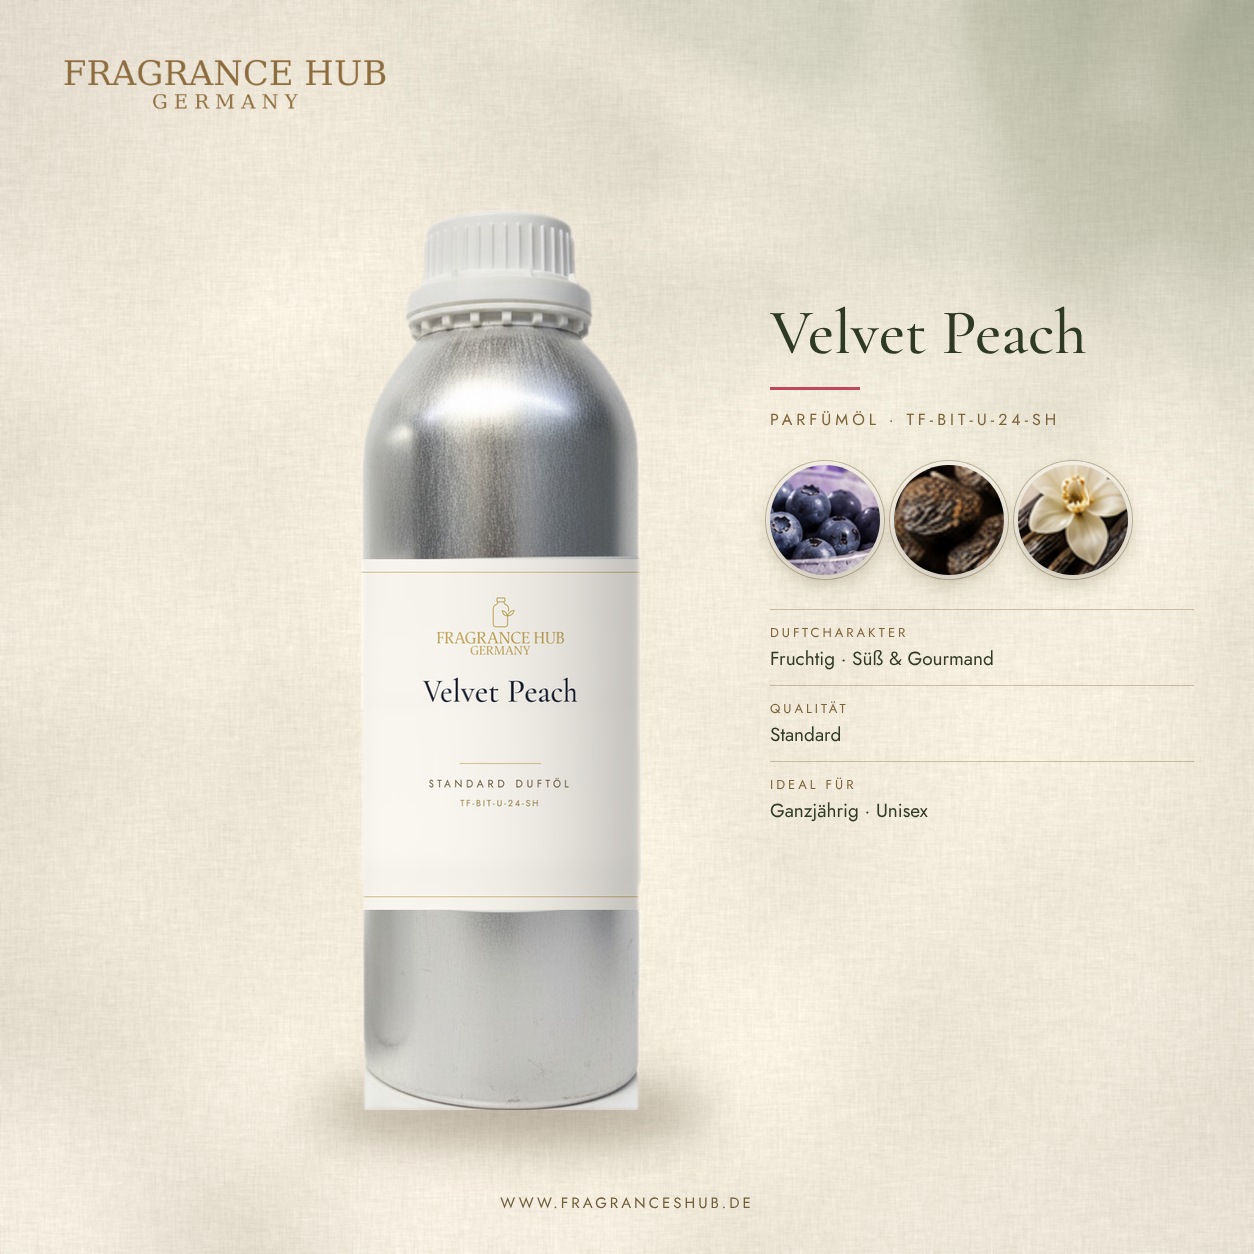 FRAGRANCE HUB
GERMANY
Velvet Peach
PARFÜMÖL · TF-BIT-U-24-SH
DUFTCHARAKTER
Fruchtig · Süß & Gourmand
QUALITÄT
Standard
IDEAL FÜR
Ganzjährig · Unisex
FRAGRANCE HUB
GERMANY
Velvet Peach
STANDARD DUFTÖL
TF-BIT-U-24-SH
WWW.FRAGRANCESHUB.DE